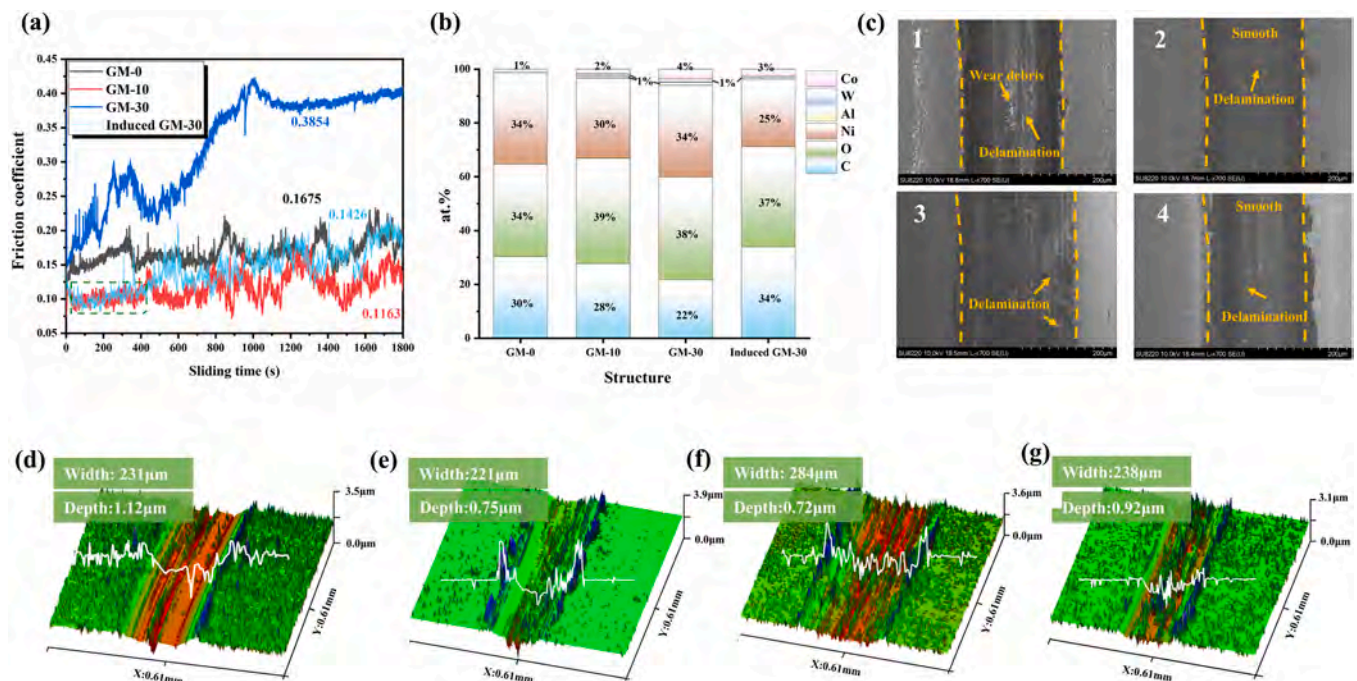 (a)
0.45
0.40
0.35
0.30
0.25
0.20
0.15
0.10
0.05
Friction coefficient
GM-0
GM-10
GM-30
Induced GM-30
0.3854
0.1675
0.1426
0.1163
0 200 400 600 800 1000 1200 1400 1600 1800
Sliding time (s)
(b)
100
80
60
40
20
0
at.%
1% 2% 4% 3%
1% 1%
34% 30% 34% 25%
34% 39% 38% 37%
30% 28% 22% 34%
GM-0 GM-10 GM-30 Induced GM-30
Structure
Co
W
Al
Ni
O
C
(c)
1
Wear debris
Delamination
200μm
2
Smooth
Delamination
200μm
3
Delamination
200μm
4
Smooth
Delamination
200μm
(d)
Width: 231μm
Depth:1.12μm
3.5μm
0.0μm
Y:0.61mm
X:0.61mm
(e)
Width:221μm
Depth:0.75μm
3.9μm
0.0μm
Y:0.61mm
X:0.61mm
(f)
Width: 284μm
Depth:0.72μm
3.6μm
0.0μm
Y:0.61mm
X:0.61mm
(g)
Width:238μm
Depth:0.92μm
3.1μm
0.0μm
Y:0.61mm
X:0.61mm